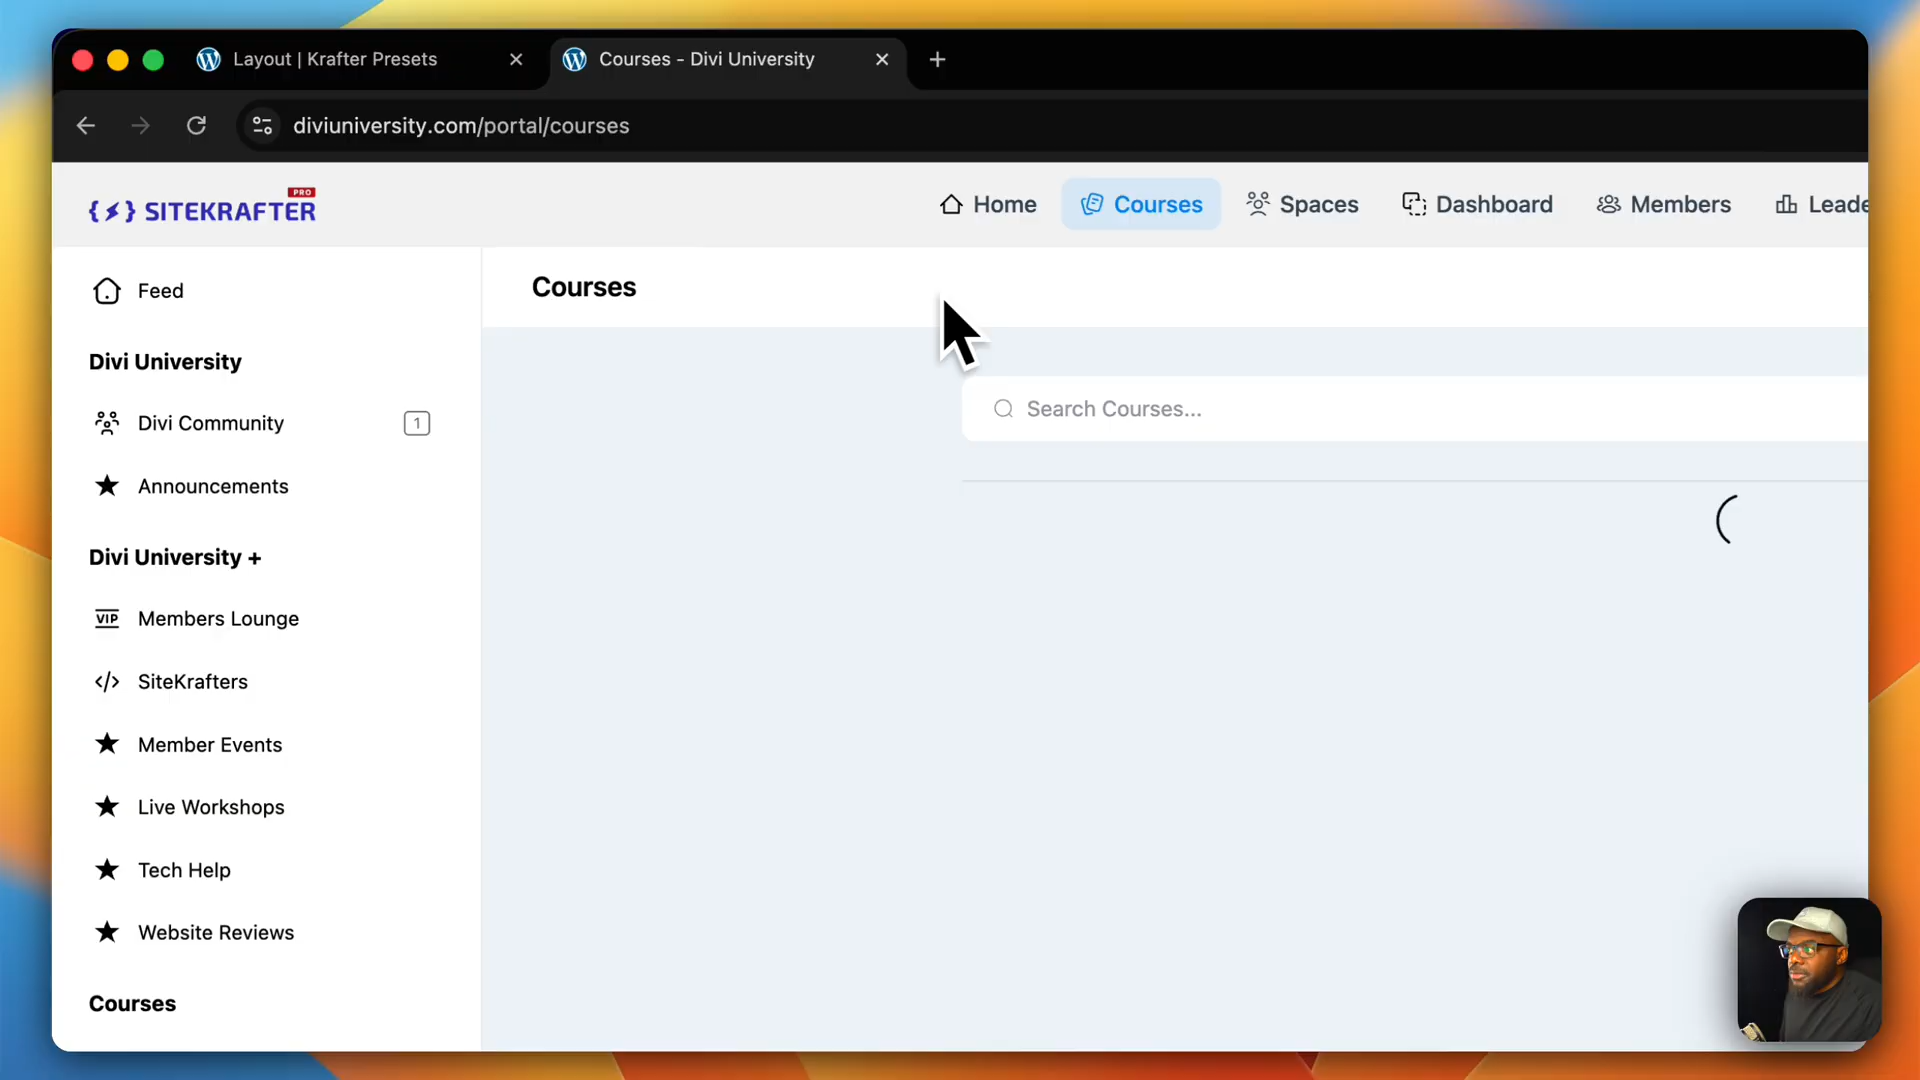 Layout | Krafter Presets
Courses - Divi University
diviuniversity.com/portal/courses
{⚡} SITEKRAFTER PRO
Home
Courses
Spaces
Dashboard
Members
Leade
Feed
Courses
Divi University
Search Courses...
Divi Community
1
Announcements
Divi University +
VIP Members Lounge
</> SiteKrafters
Member Events
Live Workshops
Tech Help
Website Reviews
Courses